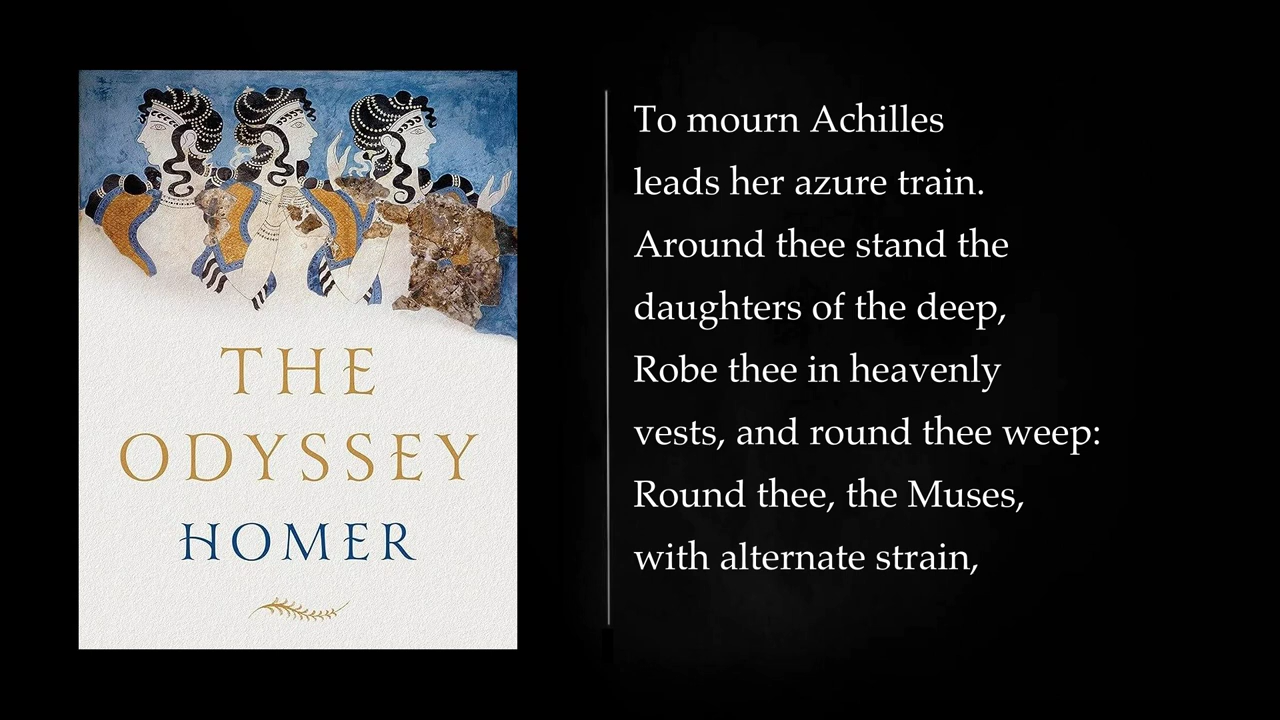 THE
ODYSSEY
HOMER
To mourn Achilles
leads her azure train.
Around thee stand the
daughters of the deep,
Robe thee in heavenly
vests, and round thee weep:
Round thee, the Muses,
with alternate strain,